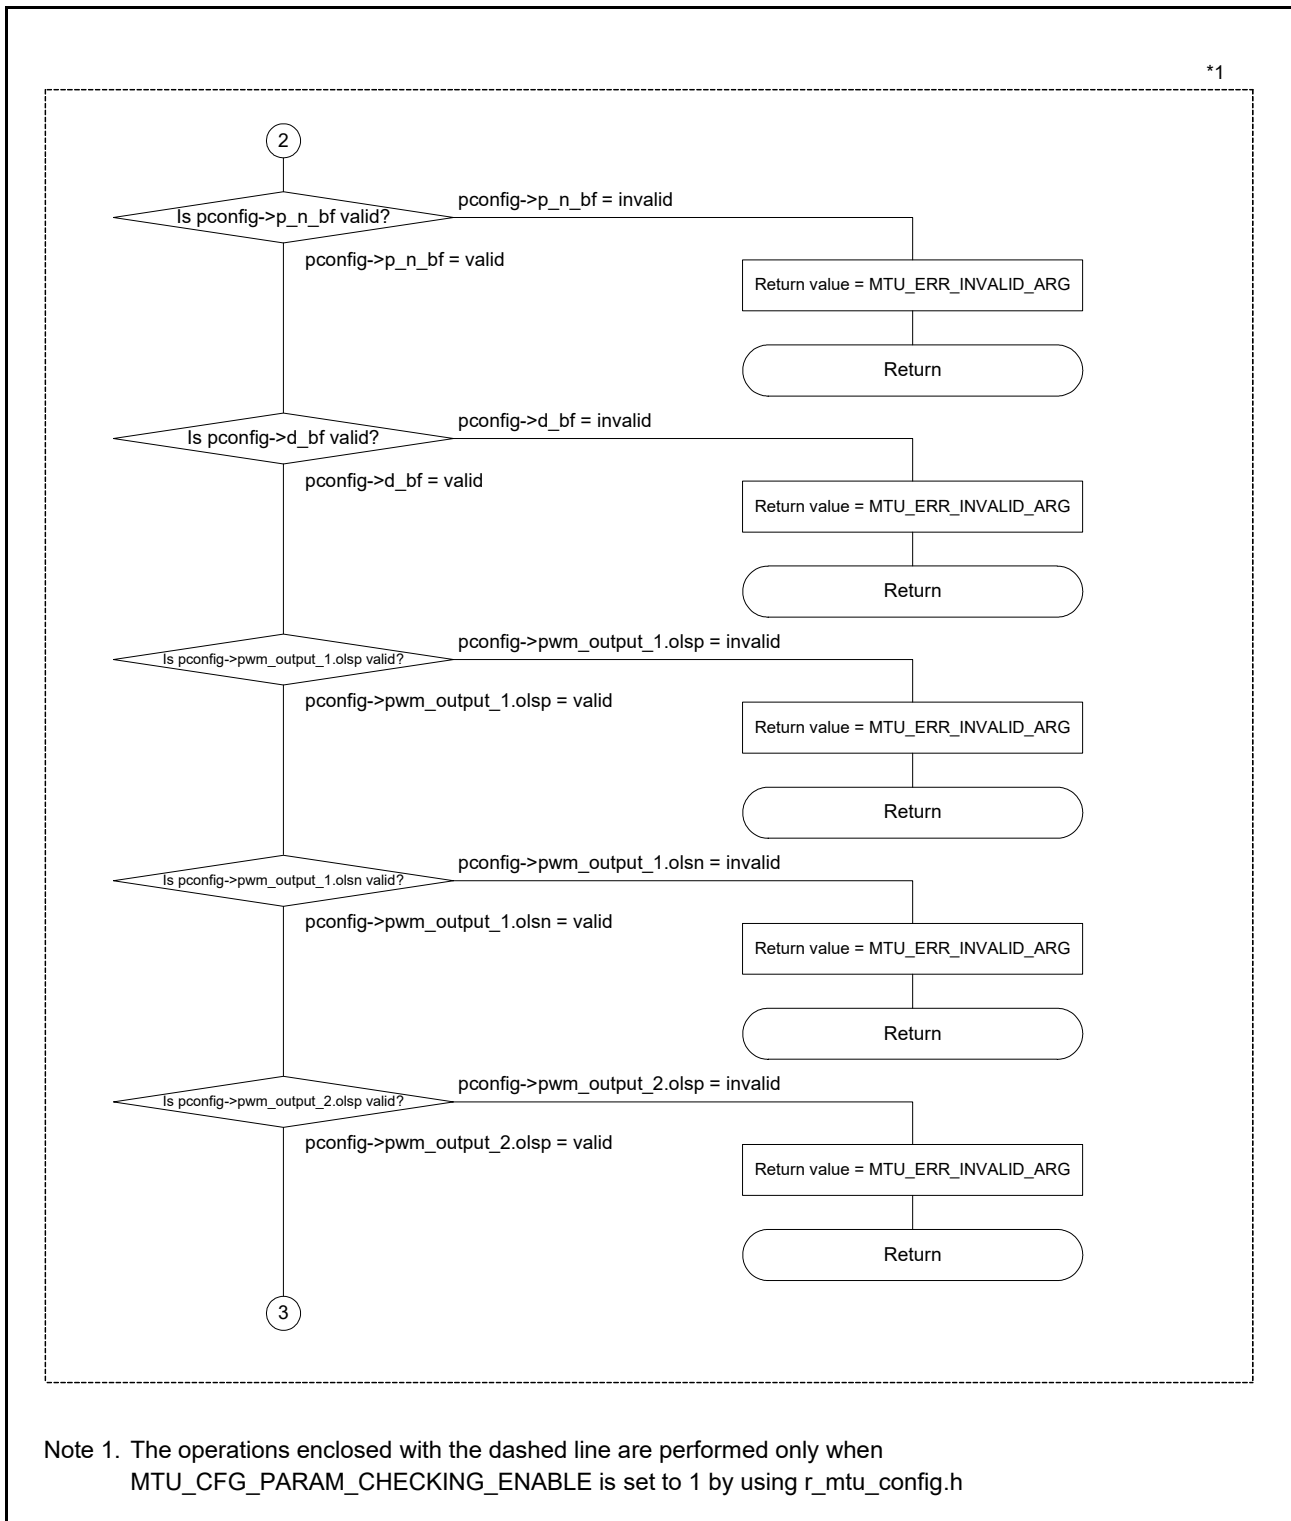 *1
2
Is pconfig->p_n_bf valid?
pconfig->p_n_bf = invalid
pconfig->p_n_bf = valid
Return value = MTU_ERR_INVALID_ARG
Return
Is pconfig->d_bf valid?
pconfig->d_bf = invalid
pconfig->d_bf = valid
Return value = MTU_ERR_INVALID_ARG
Return
Is pconfig->pwm_output_1.olsp valid?
pconfig->pwm_output_1.olsp = invalid
pconfig->pwm_output_1.olsp = valid
Return value = MTU_ERR_INVALID_ARG
Return
Is pconfig->pwm_output_1.olsn valid?
pconfig->pwm_output_1.olsn = invalid
pconfig->pwm_output_1.olsn = valid
Return value = MTU_ERR_INVALID_ARG
Return
Is pconfig->pwm_output_2.olsp valid?
pconfig->pwm_output_2.olsp = invalid
pconfig->pwm_output_2.olsp = valid
Return value = MTU_ERR_INVALID_ARG
Return
3
Note 1. The operations enclosed with the dashed line are performed only when
MTU_CFG_PARAM_CHECKING_ENABLE is set to 1 by using r_mtu_config.h